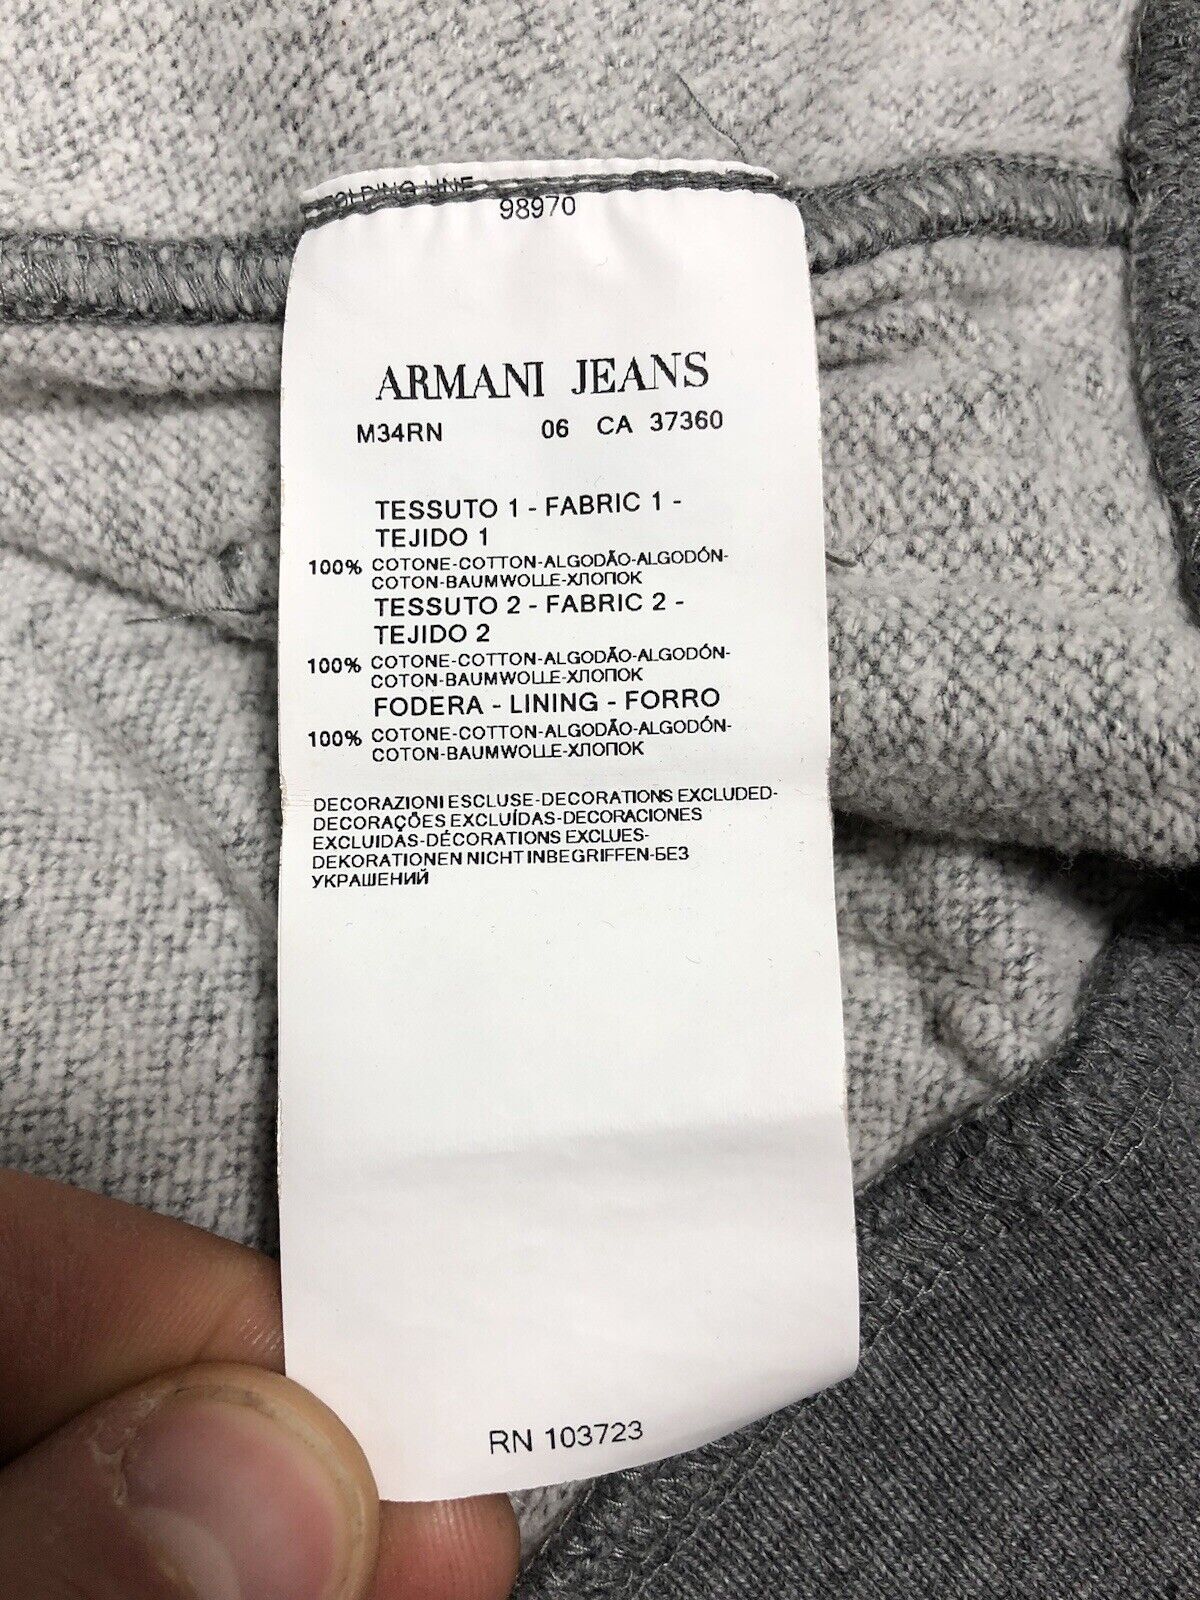 FOLDING LINE
98970
ARMANI JEANS
M34RN 06 CA 37360
TESSUTO 1 - FABRIC 1 -
TEJIDO 1
100% COTONE-COTTON-ALGODÃO-ALGODÓN-
COTON-BAUMWOLLE-ХЛОПОК
TESSUTO 2 - FABRIC 2 -
TEJIDO 2
100% COTONE-COTTON-ALGODÃO-ALGODÓN-
COTON-BAUMWOLLE-ХЛОПОК
FODERA - LINING - FORRO
100% COTONE-COTTON-ALGODÃO-ALGODÓN-
COTON-BAUMWOLLE-ХЛОПОК
DECORAZIONI ESCLUSE-DECORATIONS EXCLUDED-
DECORAÇÕES EXCLUÍDAS-DECORACIONES
EXCLUIDAS-DÉCORATIONS EXCLUES-
DEKORATIONEN NICHT INBEGRIFFEN-БЕЗ
УКРАШЕНИЙ
RN 103723